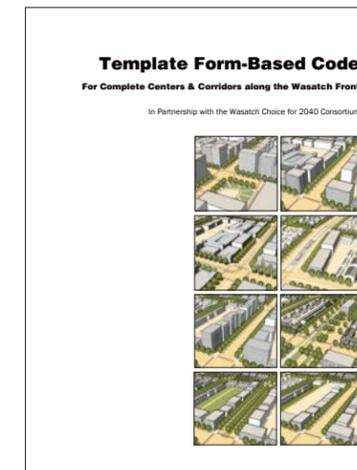 Template Form-Based Code
For Complete Centers & Corridors along the Wasatch Front
In Partnership with the Wasatch Choice for 2040 Consortium